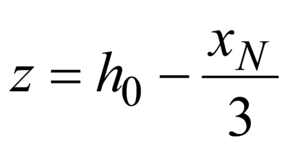 z = h₀ − x_N/3